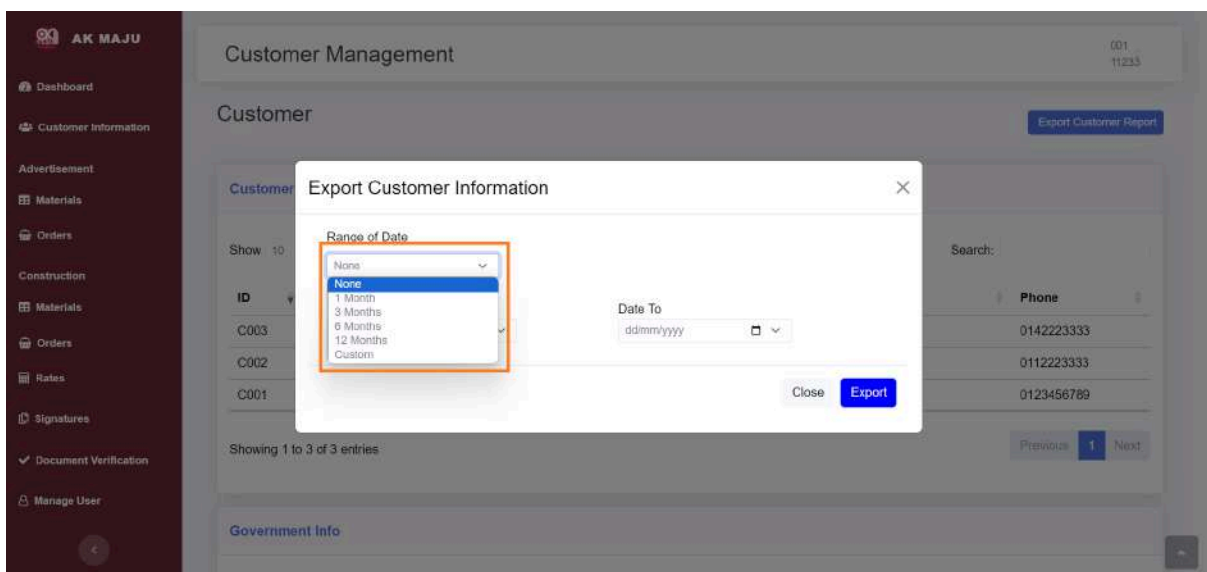 AK MAJU
Dashboard
Customer Information
Advertisement
Materials
Orders
Construction
Materials
Orders
Rates
Signatures
Document Verification
Manage User
Customer Management
001
11233
Customer
Export Customer Report
Customer
Show 10
Search:
ID
Phone
C003
0142223333
C002
0112223333
C001
0123456789
Showing 1 to 3 of 3 entries
Previous 1 Next
Government Info
Export Customer Information
Range of Date
None
None
1 Month
3 Months
6 Months
12 Months
Custom
Date To
dd/mm/yyyy
Close
Export